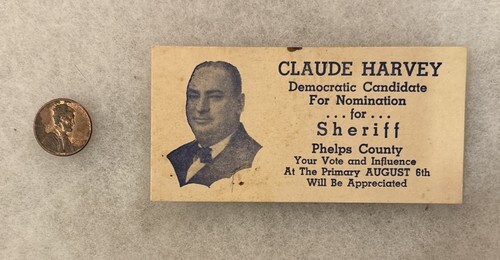 CLAUDE HARVEY
Democratic Candidate
For Nomination
... for ...
Sheriff
Phelps County
Your Vote and Influence
At The Primary AUGUST 6th
Will Be Appreciated